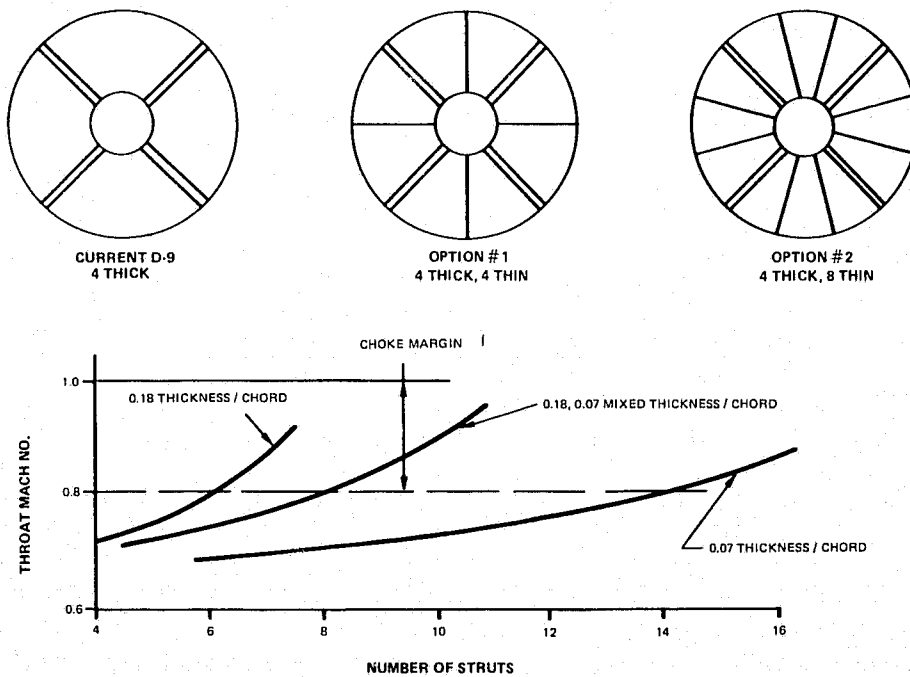 CURRENT D-9
4 THICK
OPTION #1
4 THICK, 4 THIN
OPTION #2
4 THICK, 8 THIN
CHOKE MARGIN
1.0
0.18 THICKNESS / CHORD
0.18, 0.07 MIXED THICKNESS / CHORD
THROAT MACH NO.
0.8
0.07 THICKNESS / CHORD
0.6
4
6
8
10
12
14
16
NUMBER OF STRUTS